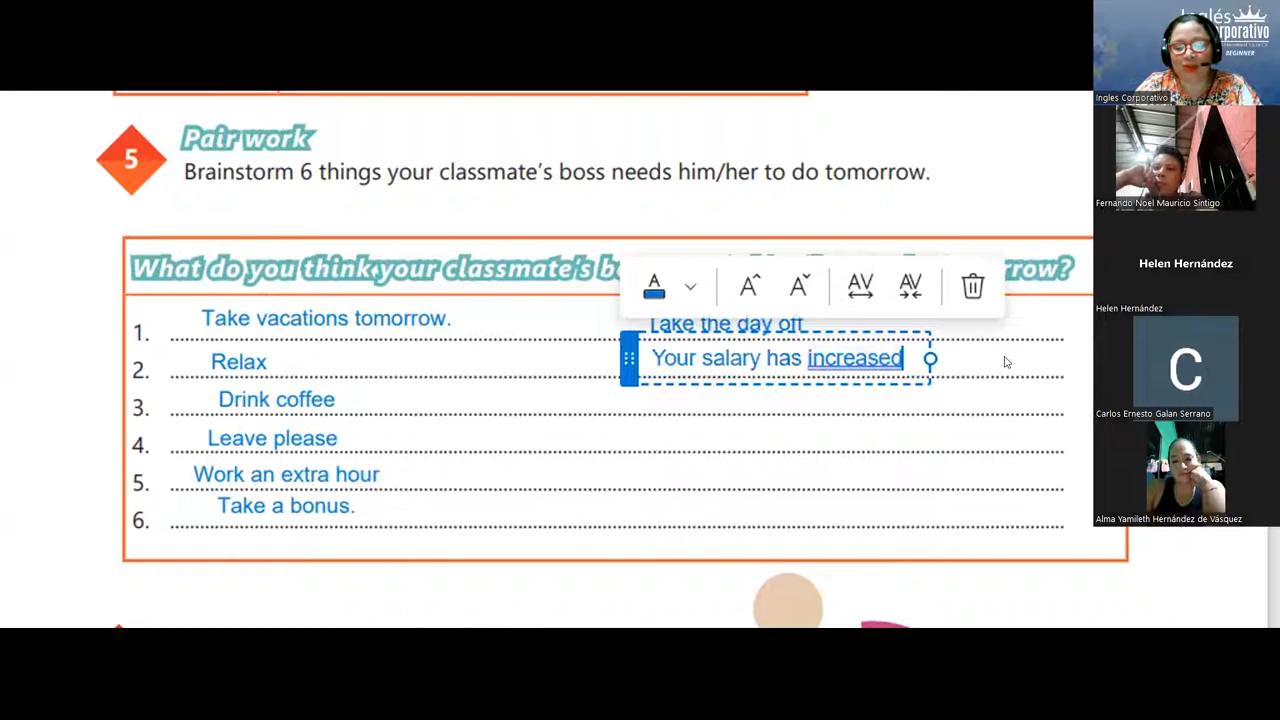 Pair work
5
Brainstorm 6 things your classmate's boss needs him/her to do tomorrow.
What do you think your classmate's
row?
1. Take vacations tomorrow.
Take the day off
2. Relax
Your salary has increased
3. Drink coffee
4. Leave please
5. Work an extra hour
6. Take a bonus.
Inglés
BEGINNER
Ingles Corporativo
Fernando Noel Mauricio Sintigo
Helen Hernández
Helen Hernández
C
Carlos Ernesto Galan Serrano
Alma Yamileth Hernández de Vásquez